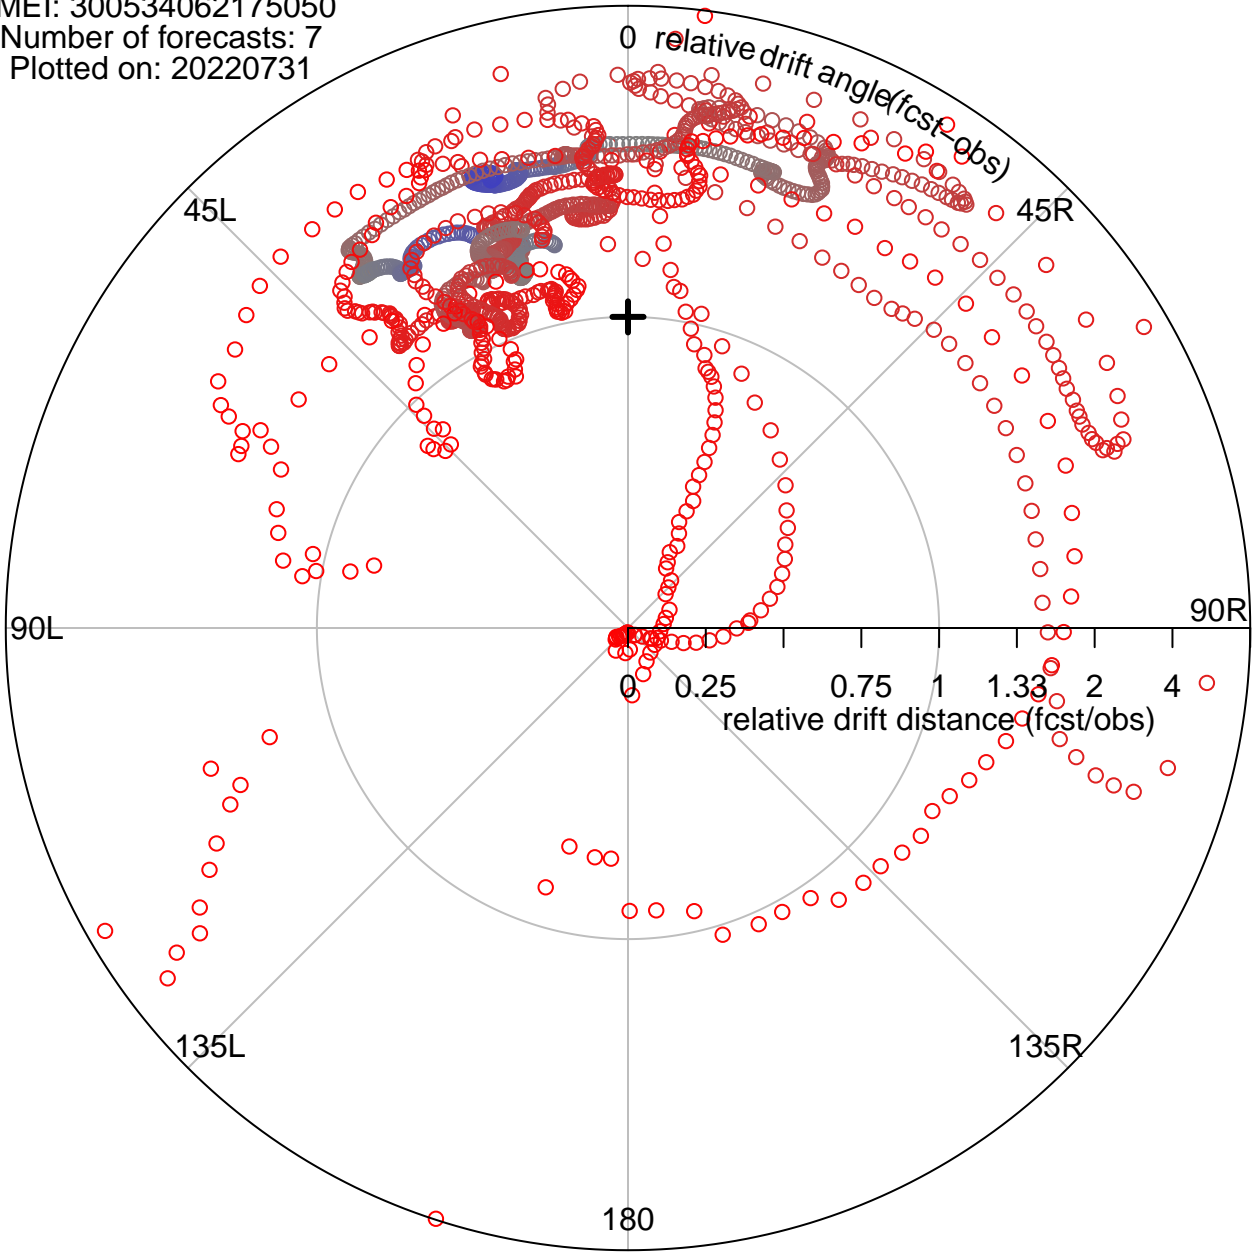 MEI: 300534062175050
Number of forecasts: 7
Plotted on: 20220731
0
relative drift angle(fcst–obs)
45L
45R
90L
90R
0 0.25 0.75 1 1.33 2 4
relative drift distance (fcst/obs)
135L
135R
180